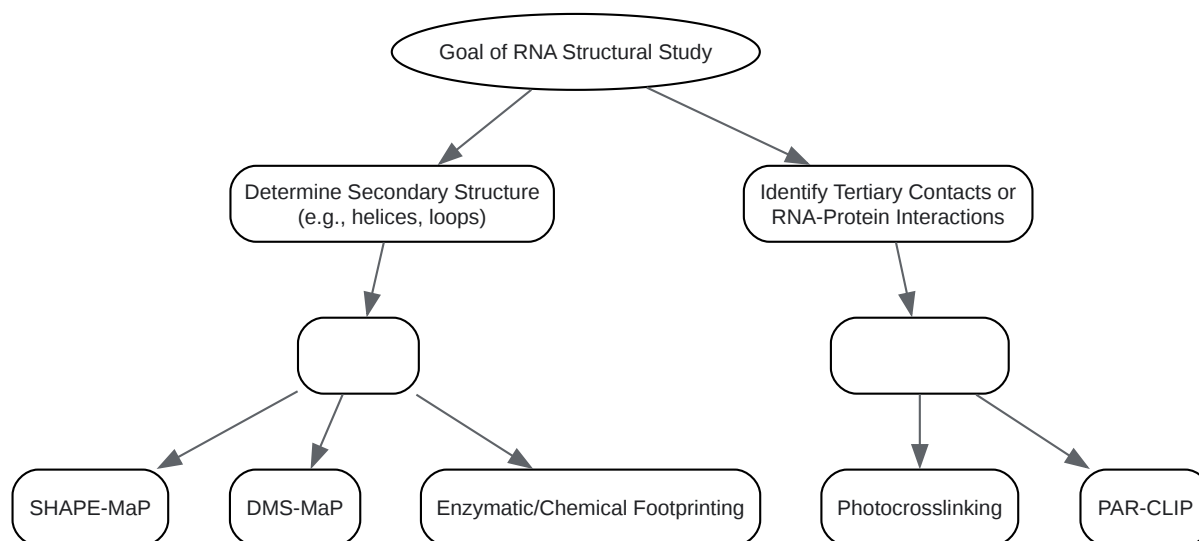 Goal of RNA Structural Study
Determine Secondary Structure
(e.g., helices, loops)
Identify Tertiary Contacts or
RNA-Protein Interactions
SHAPE-MaP
DMS-MaP
Enzymatic/Chemical Footprinting
Photocrosslinking
PAR-CLIP